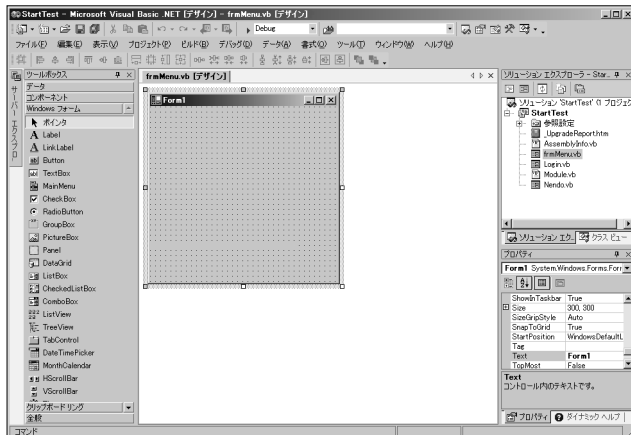 StartTest - Microsoft Visual Basic .NET [デザイン] - frmMenu.vb [デザイン]
Debug
ファイル(F) 編集(E) 表示(V) プロジェクト(P) ビルド(B) デバッグ(D) データ(A) 書式(O) ツール(T) ウィンドウ(W) ヘルプ(H)
サーバー エクスプロ
ツールボックス
データ
コンポーネント
Windows フォーム
ポインタ
Label
LinkLabel
Button
TextBox
MainMenu
CheckBox
RadioButton
GroupBox
PictureBox
Panel
DataGrid
ListBox
CheckedListBox
ComboBox
ListView
TreeView
TabControl
DateTimePicker
MonthCalendar
HScrollBar
VScrollBar
クリップボード リング
全般
コマンド
frmMenu.vb [デザイン]
Form1
ソリューション エクスプローラ - Star...
ソリューション 'StartTest' (1 プロジェク
StartTest
参照設定
_UpgradeReport.htm
AssemblyInfo.vb
frmMenu.vb
Login.vb
Module.vb
Nendo.vb
ソリューション エク... クラス ビュー
プロパティ
Form1 System.Windows.Forms.Form
ShowInTaskbar True
Size 300, 300
SizeGripStyle Auto
SnapToGrid True
StartPosition WindowsDefaultL
Tag
Text Form1
TopMost False
Text
コントロール内のテキストです。
プロパティ ダイナミック ヘルプ